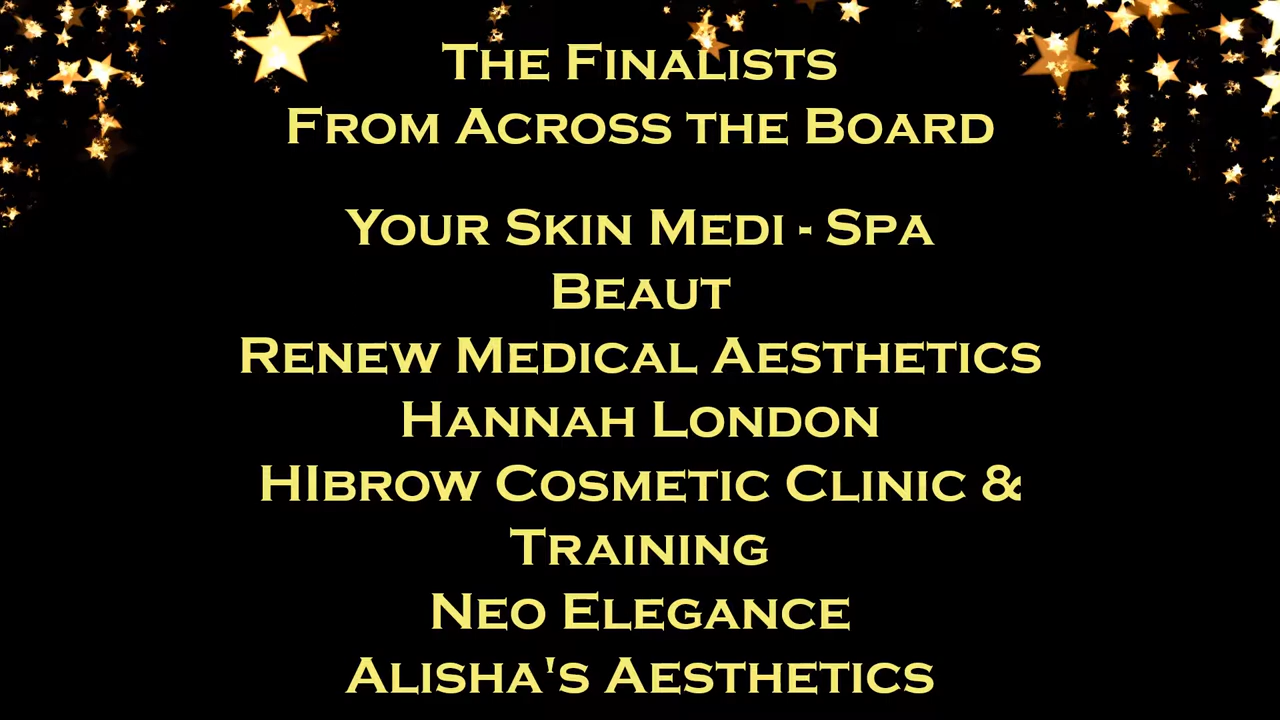 The Finalists
From Across the Board
Your Skin Medi - Spa
Beaut
Renew Medical Aesthetics
Hannah London
HIbrow Cosmetic Clinic &
Training
Neo Elegance
Alisha's Aesthetics